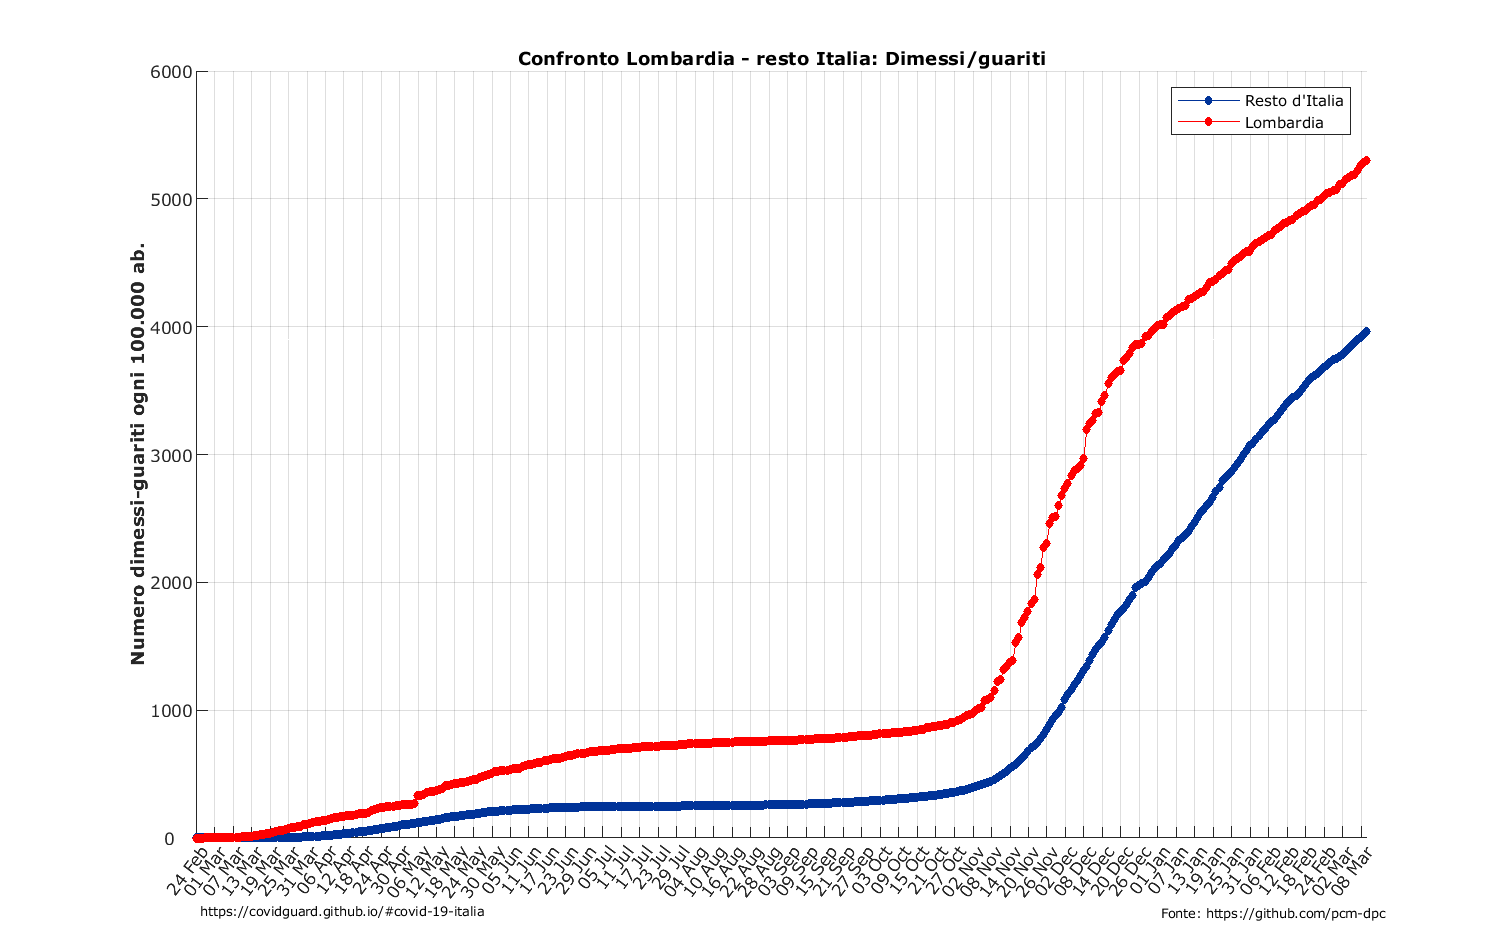 Confronto Lombardia - resto Italia: Dimessi/guariti
Resto d'Italia
Lombardia
Numero dimessi-guariti ogni 100.000 ab.
6000
5000
4000
3000
2000
1000
0
24 Feb
01 Mar
07 Mar
13 Mar
19 Mar
25 Mar
31 Mar
06 Apr
12 Apr
18 Apr
24 Apr
30 Apr
06 May
12 May
18 May
24 May
30 May
05 Jun
11 Jun
17 Jun
23 Jun
29 Jun
05 Jul
11 Jul
17 Jul
23 Jul
29 Jul
04 Aug
10 Aug
16 Aug
22 Aug
28 Aug
03 Sep
09 Sep
15 Sep
21 Sep
27 Sep
03 Oct
09 Oct
15 Oct
21 Oct
27 Oct
02 Nov
08 Nov
14 Nov
20 Nov
26 Nov
02 Dec
08 Dec
14 Dec
20 Dec
26 Dec
01 Jan
07 Jan
13 Jan
19 Jan
25 Jan
31 Jan
06 Feb
12 Feb
18 Feb
24 Feb
02 Mar
08 Mar
https://covidguard.github.io/#covid-19-italia
Fonte: https://github.com/pcm-dpc